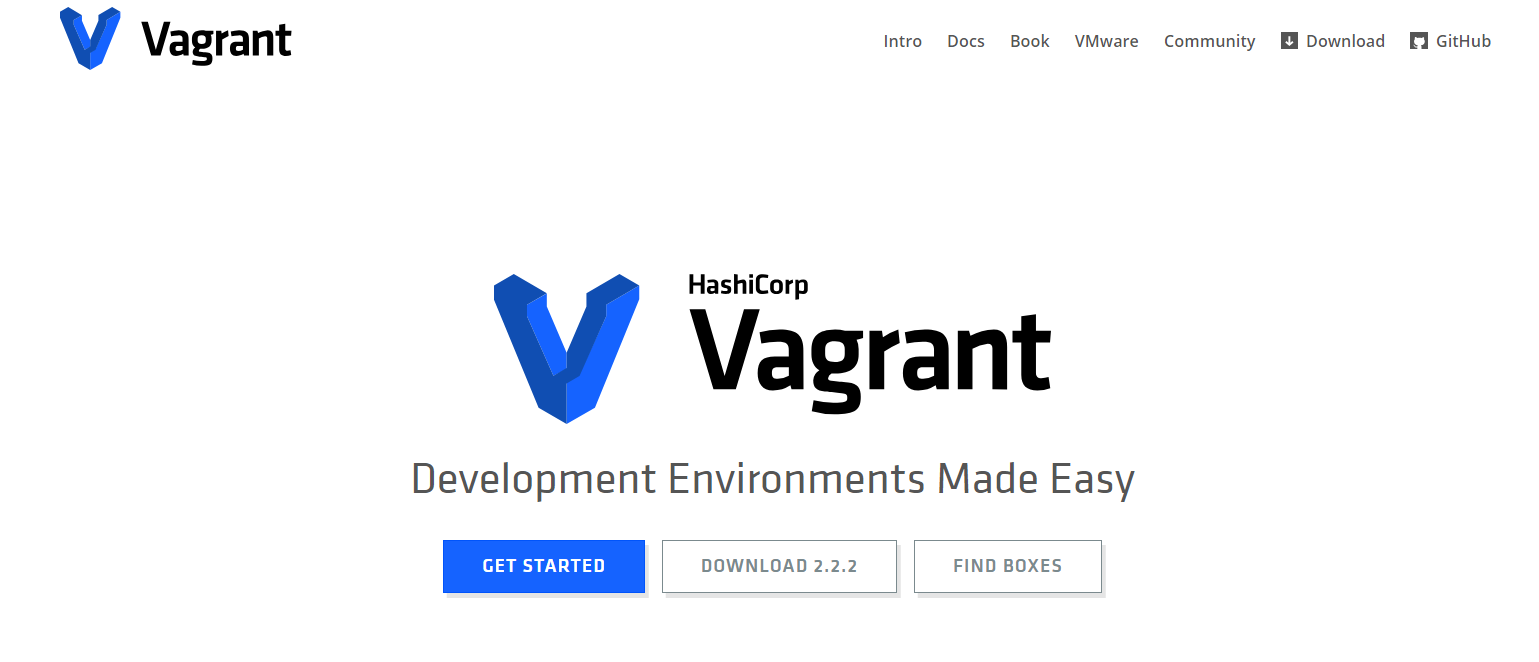 Vagrant
Intro Docs Book VMware Community Download GitHub
HashiCorp
Vagrant
Development Environments Made Easy
GET STARTED DOWNLOAD 2.2.2 FIND BOXES